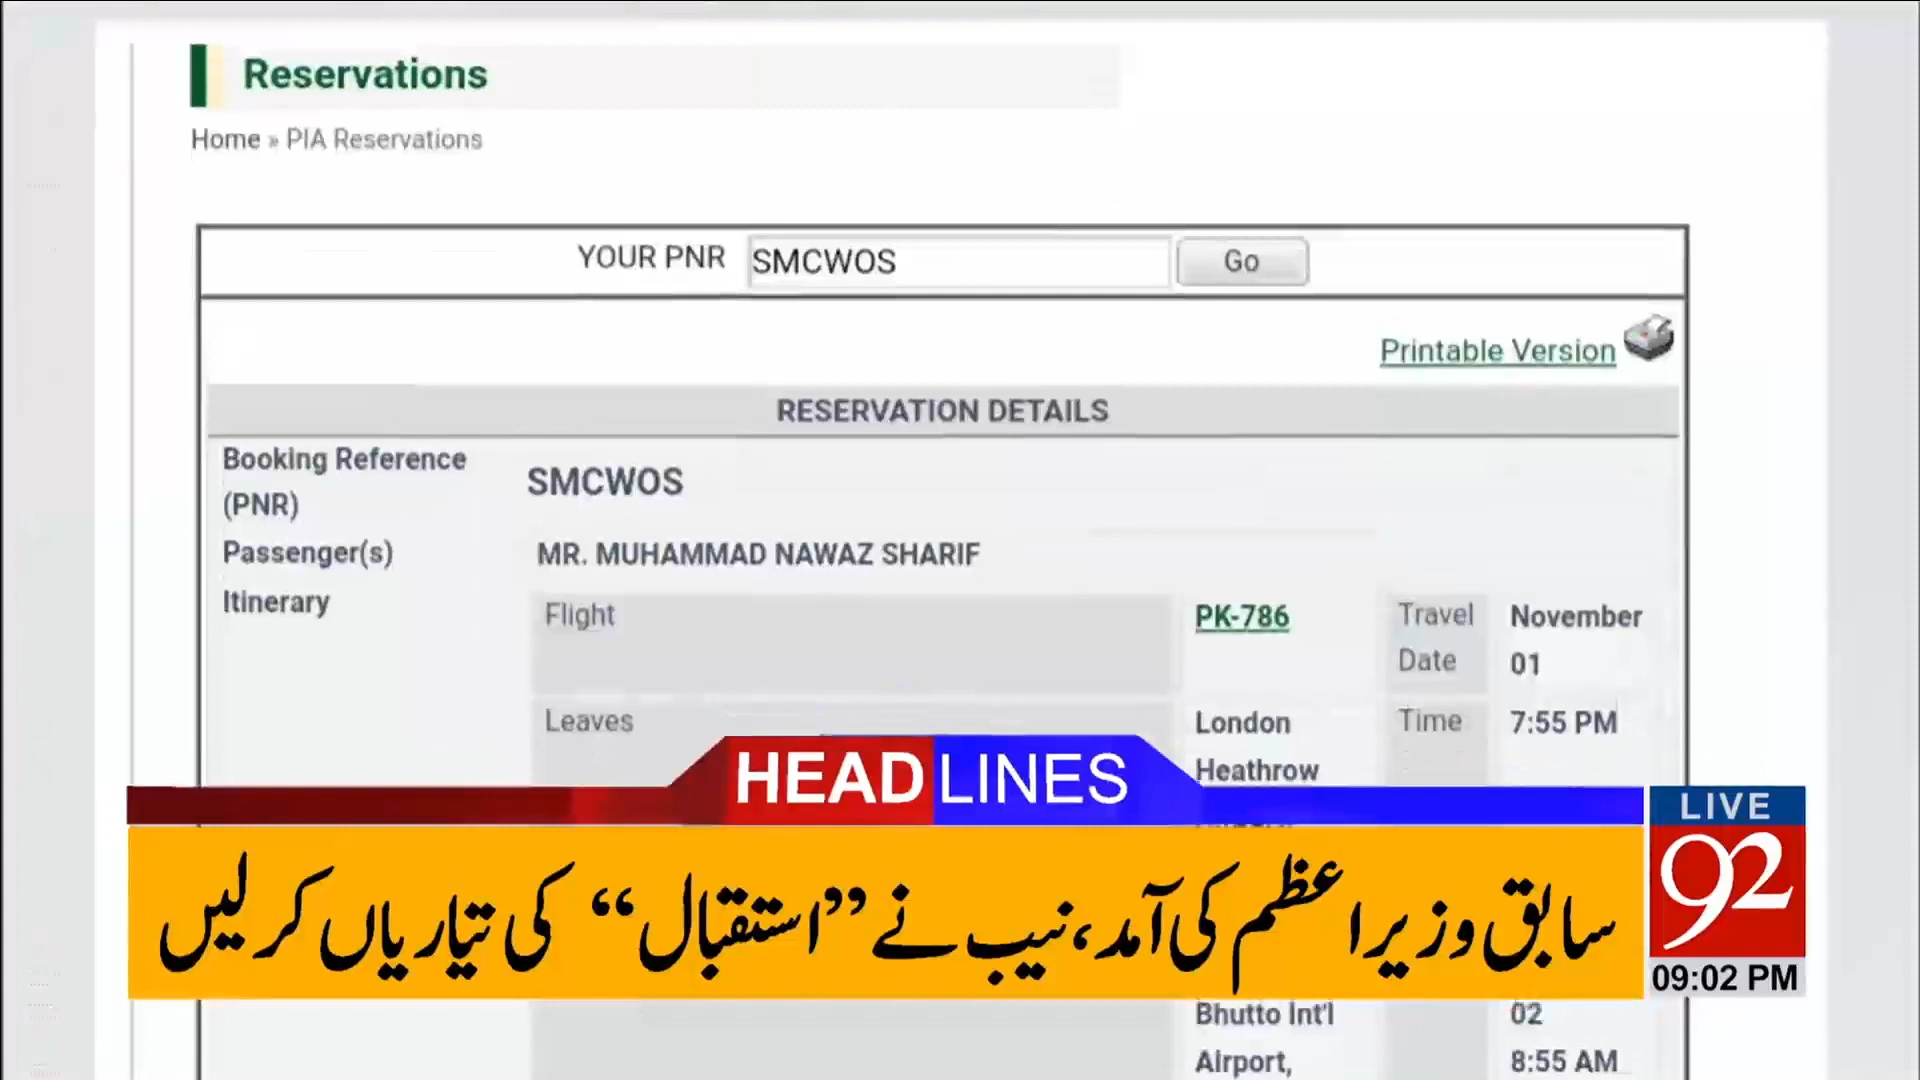 Reservations
Home » PIA Reservations
YOUR PNR SMCWOS Go
Printable Version
RESERVATION DETAILS
Booking Reference (PNR) SMCWOS
Passenger(s) MR. MUHAMMAD NAWAZ SHARIF
Itinerary
Flight PK-786 Travel Date November 01
Leaves London Heathrow Time 7:55 PM
HEADLINES
LIVE
92
سابق وزیراعظم کی آمد، نیب نے ”استقبال“ کی تیاریاں کرلیں
09:02 PM
Bhutto Int'l 02
Airport, 8:55 AM